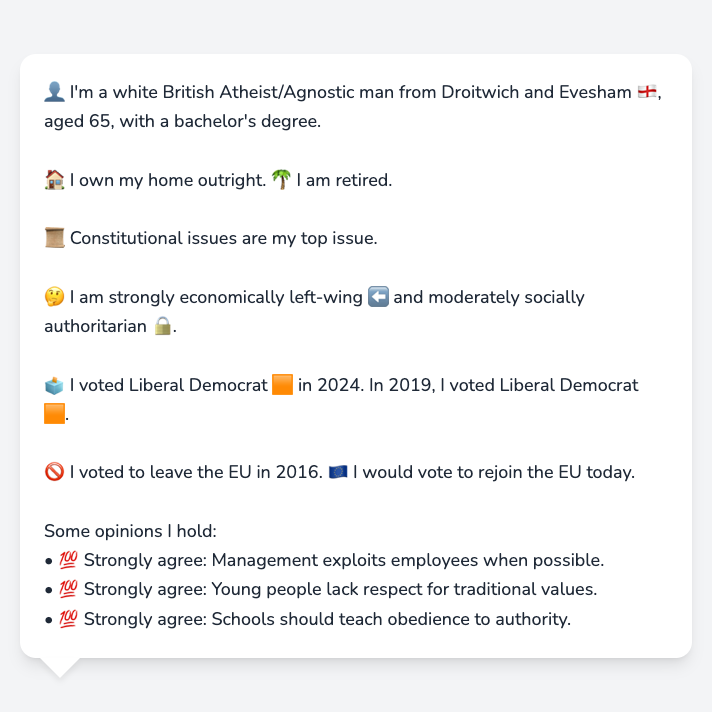 👤 I'm a white British Atheist/Agnostic man from Droitwich and Evesham 🏴󠁧󠁢󠁥󠁮󠁧󠁿,
aged 65, with a bachelor's degree.
🏠 I own my home outright. 🌴 I am retired.
📜 Constitutional issues are my top issue.
🤔 I am strongly economically left-wing ⬅️ and moderately socially
authoritarian 🔒.
🗳️ I voted Liberal Democrat 🟧 in 2024. In 2019, I voted Liberal Democrat
🟧.
🚫 I voted to leave the EU in 2016. 🇪🇺 I would vote to rejoin the EU today.
Some opinions I hold:
• 💯 Strongly agree: Management exploits employees when possible.
• 💯 Strongly agree: Young people lack respect for traditional values.
• 💯 Strongly agree: Schools should teach obedience to authority.